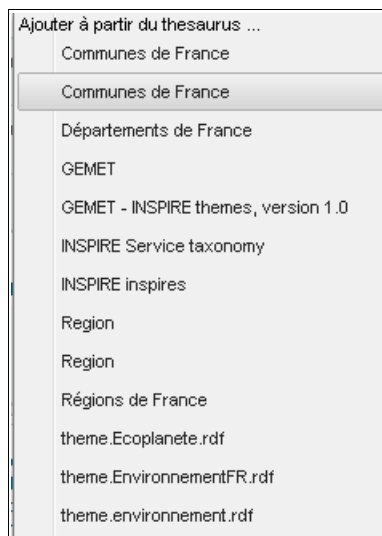 Ajouter à partir du thesaurus ...
Communes de France
Communes de France
Départements de France
GEMET
GEMET - INSPIRE themes, version 1.0
INSPIRE Service taxonomy
INSPIRE inspires
Region
Region
Régions de France
theme.Ecoplanete.rdf
theme.EnvironnementFR.rdf
theme.environnement.rdf